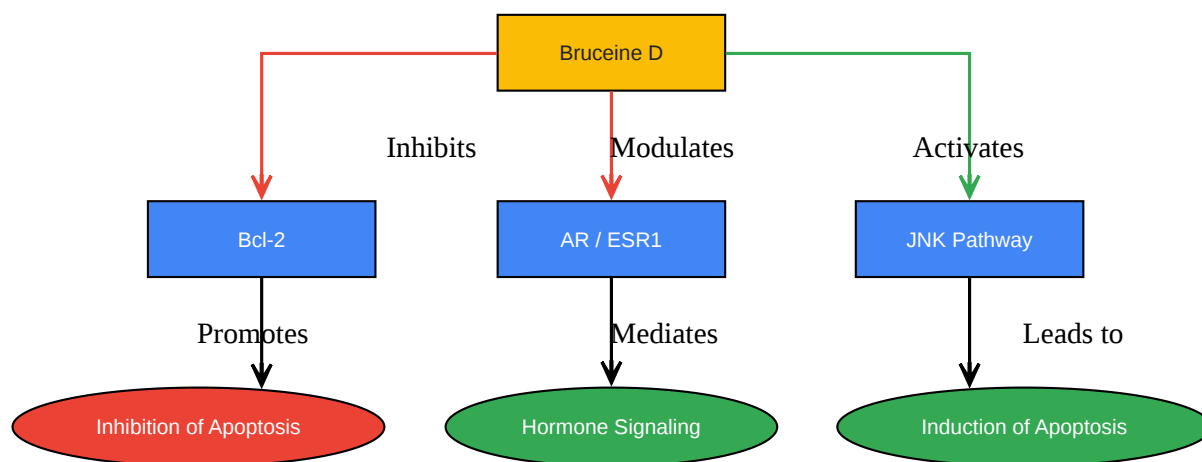 Bruceine D
Inhibits
Modulates
Activates
Bcl-2
AR / ESR1
JNK Pathway
Promotes
Mediates
Leads to
Inhibition of Apoptosis
Hormone Signaling
Induction of Apoptosis